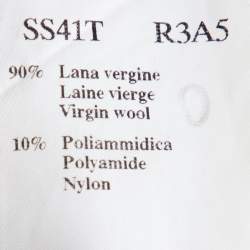 SS41T R3A5
90% Lana vergine
Laine vierge
Virgin wool
10% Poliammidica
Polyamide
Nylon